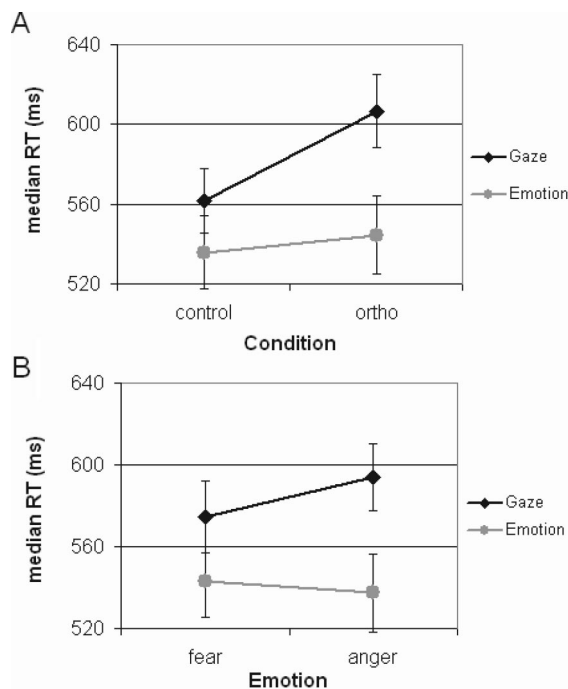 A
median RT (ms)
640
600
560
520
control ortho
Condition
Gaze
Emotion
B
median RT (ms)
640
600
560
520
fear anger
Emotion
Gaze
Emotion